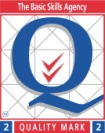 The Basic Skills Agency
Q
2 QUALITY MARK 2